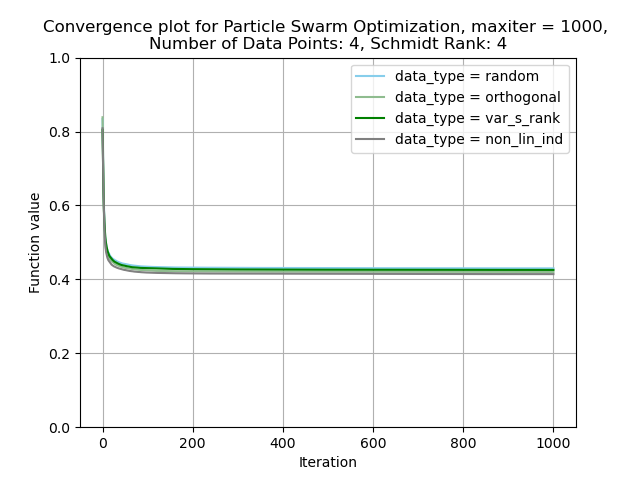 Convergence plot for Particle Swarm Optimization, maxiter = 1000,
Number of Data Points: 4, Schmidt Rank: 4
data_type = random
data_type = orthogonal
data_type = var_s_rank
data_type = non_lin_ind
Function value
1.0
0.8
0.6
0.4
0.2
0.0
0 200 400 600 800 1000
Iteration